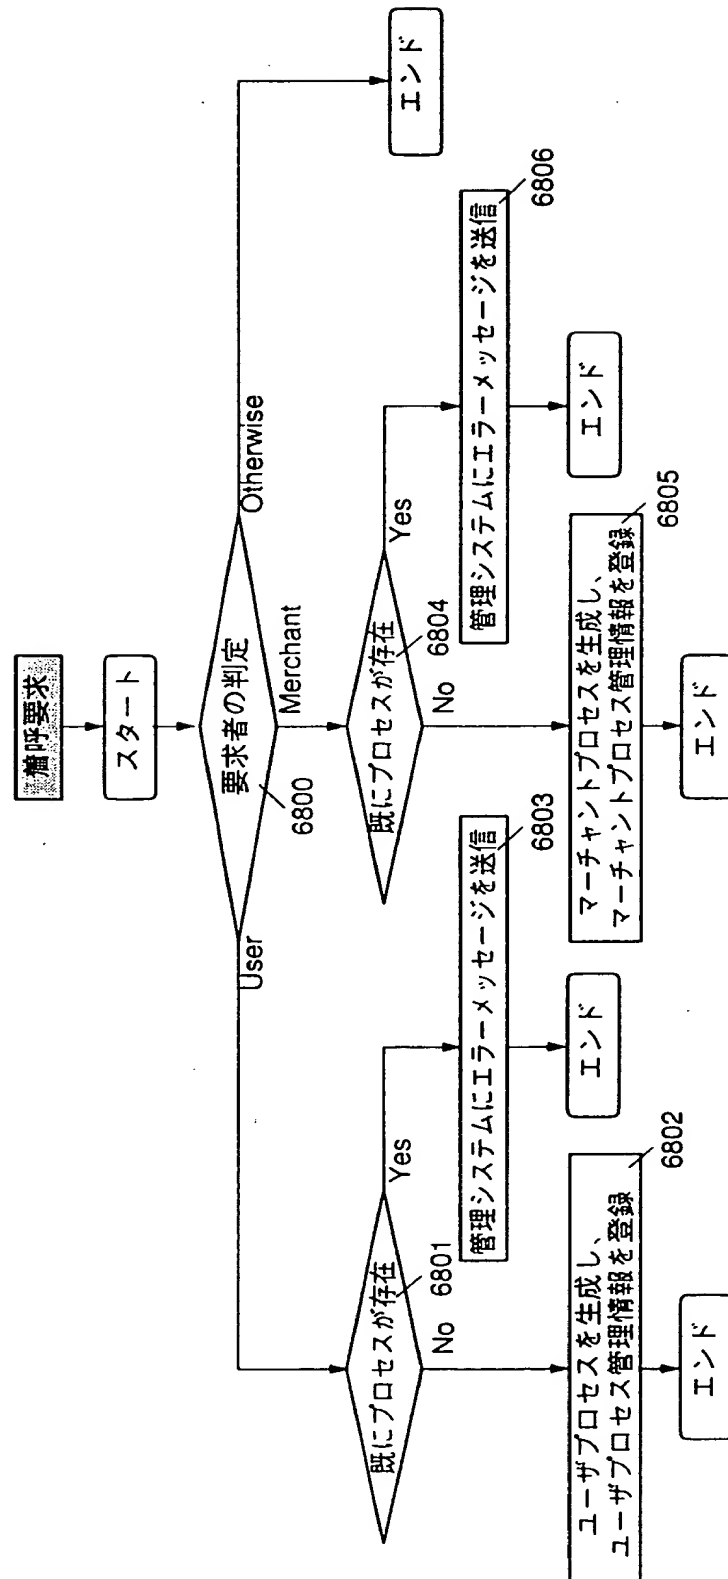 着呼要求
スタート
要求者の判定
6800
User
Merchant
Otherwise
エンド
既にプロセスが存在
6801
Yes
No
管理システムにエラーメッセージを送信
6803
エンド
ユーザプロセスを生成し、
ユーザプロセス管理情報を登録
6802
エンド
既にプロセスが存在
6804
Yes
No
管理システムにエラーメッセージを送信
6806
エンド
マーチャントプロセスを生成し、
マーチャントプロセス管理情報を登録
6805
エンド